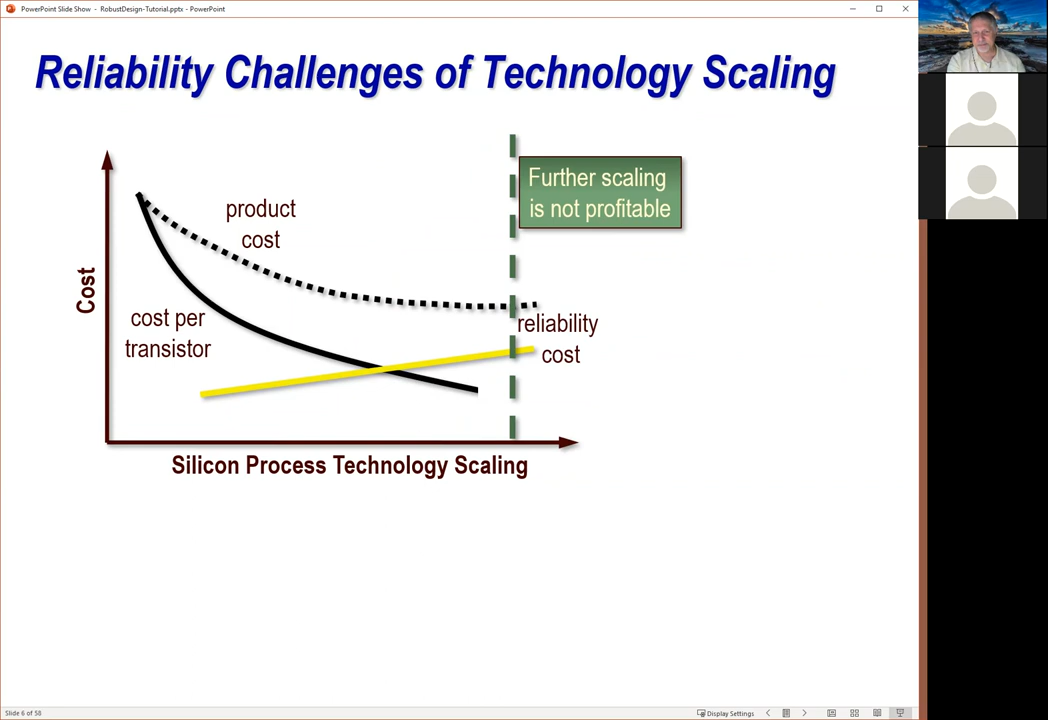 PowerPoint Slide Show - RobustDesign-Tutorial.pptx - PowerPoint
Reliability Challenges of Technology Scaling
Further scaling
is not profitable
product
cost
cost per
transistor
reliability
cost
Cost
Silicon Process Technology Scaling
Slide 6 of 58
Display Settings